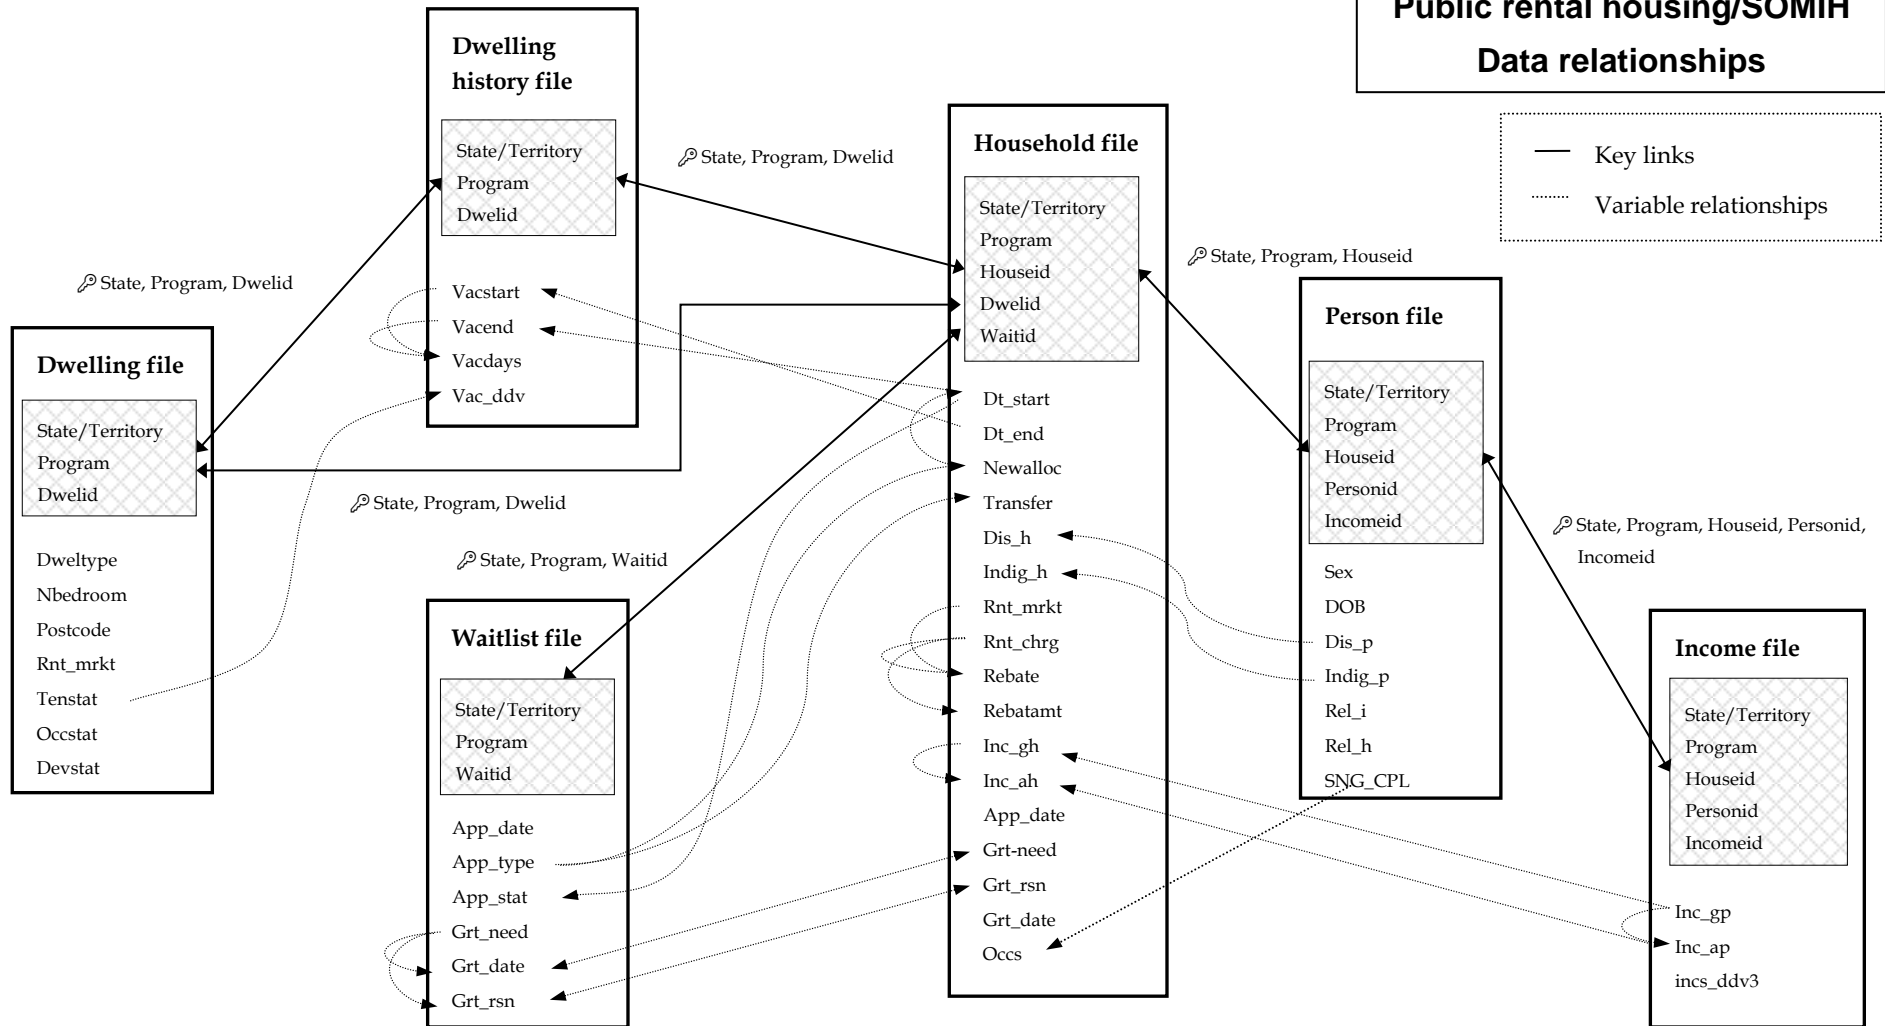 Public rental housing/SOMIH
Data relationships
Key links
Variable relationships
Dwelling
history file
State/Territory
Program
Dwelid
Vacstart
Vacend
Vacdays
Vac_ddv
State, Program, Dwelid
State, Program, Dwelid
Dwelling file
State/Territory
Program
Dwelid
Dweltype
Nbedroom
Postcode
Rnt_mrkt
Tenstat
Occstat
Devstat
State, Program, Dwelid
State, Program, Waitid
Waitlist file
State/Territory
Program
Waitid
App_date
App_type
App_stat
Grt_need
Grt_date
Grt_rsn
Household file
State/Territory
Program
Houseid
Dwelid
Waitid
Dt_start
Dt_end
Newalloc
Transfer
Dis_h
Indig_h
Rnt_mrkt
Rnt_chrg
Rebate
Rebatamt
Inc_gh
Inc_ah
App_date
Grt-need
Grt_rsn
Grt_date
Occs
State, Program, Houseid
Person file
State/Territory
Program
Houseid
Personid
Incomeid
Sex
DOB
Dis_p
Indig_p
Rel_i
Rel_h
SNG_CPL
State, Program, Houseid, Personid,
Incomeid
Income file
State/Territory
Program
Houseid
Personid
Incomeid
Inc_gp
Inc_ap
incs_ddv3